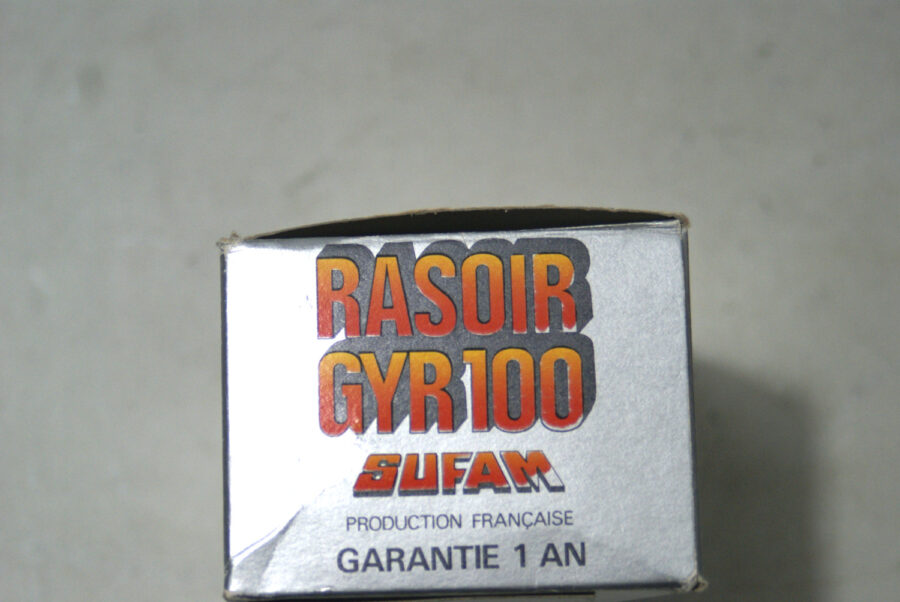 RASOIR
GYR100
SUFAM
PRODUCTION FRANÇAISE
GARANTIE 1 AN